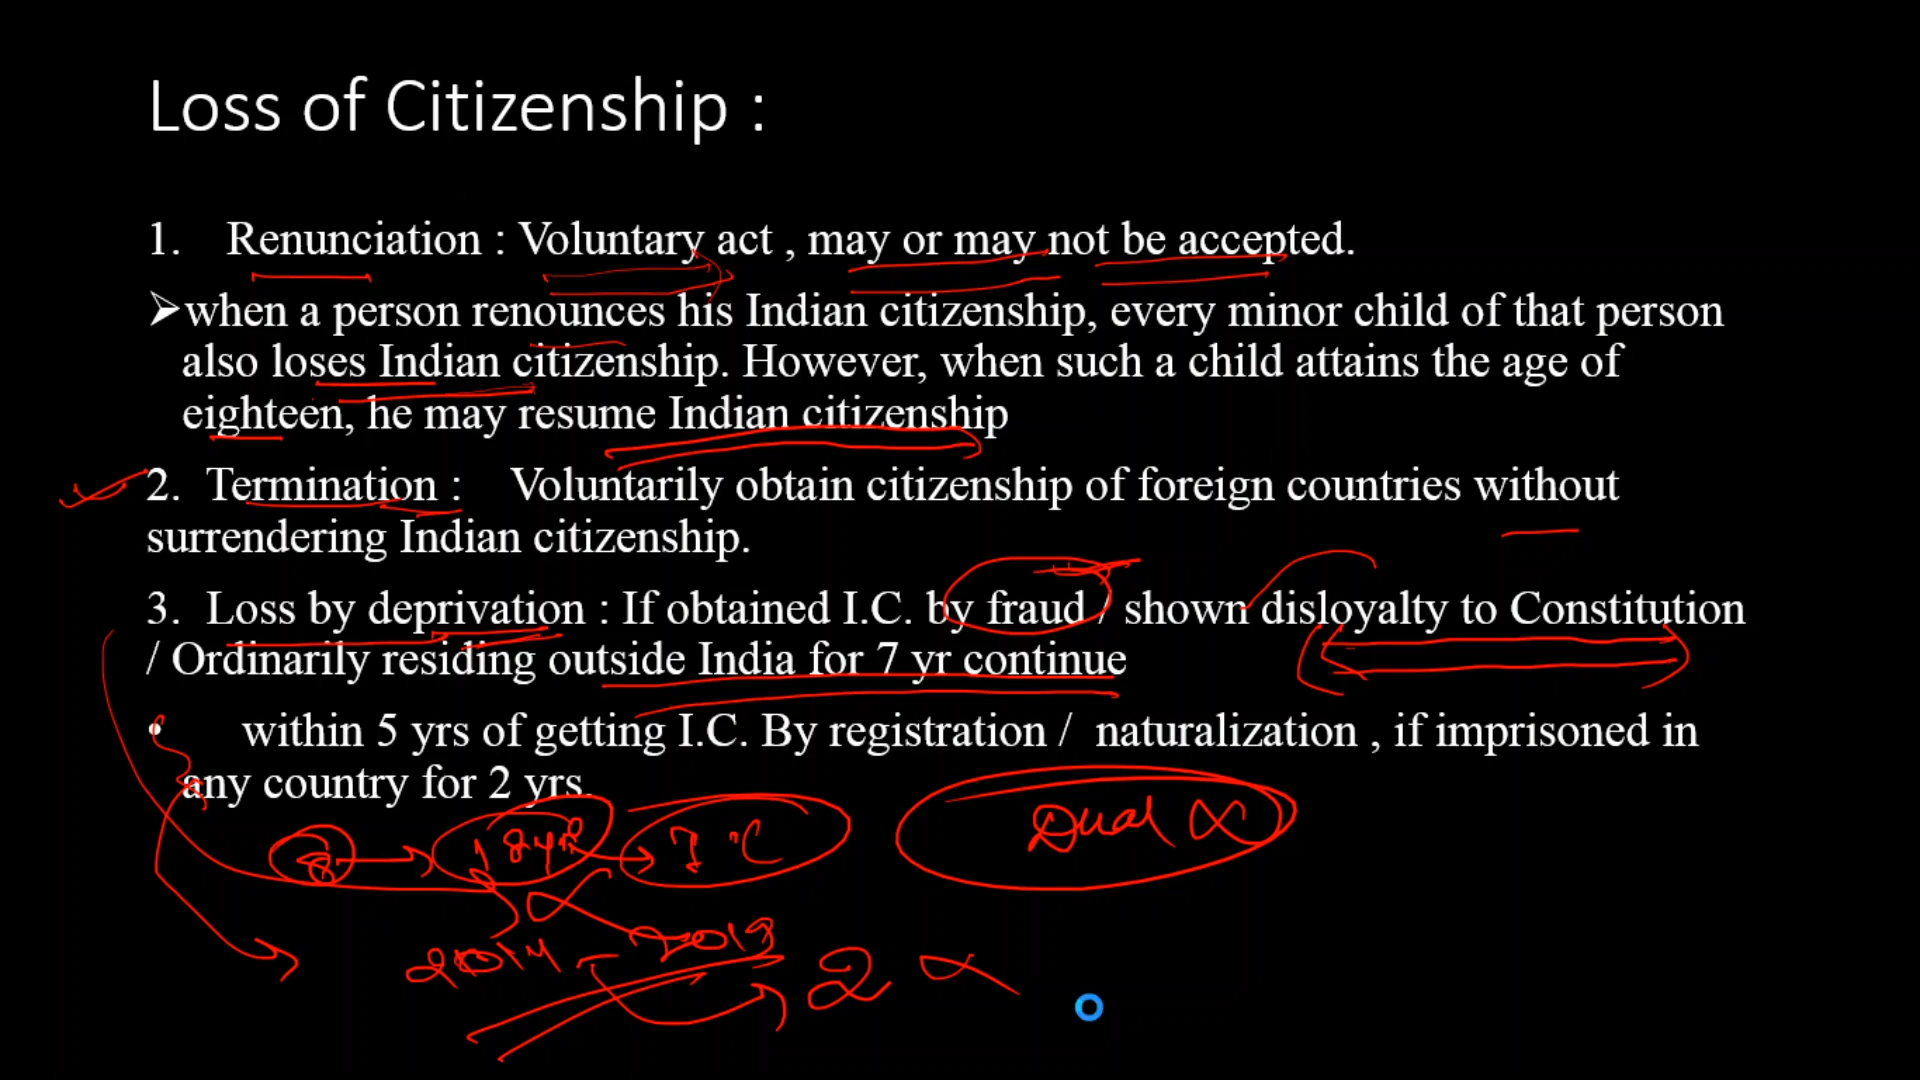 Loss of Citizenship :
1. Renunciation : Voluntary act , may or may not be accepted.
➢when a person renounces his Indian citizenship, every minor child of that person
also loses Indian citizenship. However, when such a child attains the age of
eighteen, he may resume Indian citizenship
2. Termination : Voluntarily obtain citizenship of foreign countries without
surrendering Indian citizenship.
3. Loss by deprivation : If obtained I.C. by fraud / shown disloyalty to Constitution
/ Ordinarily residing outside India for 7 yr continue
• within 5 yrs of getting I.C. By registration / naturalization , if imprisoned in
any country for 2 yrs.
Dual
2014 - 2019
2